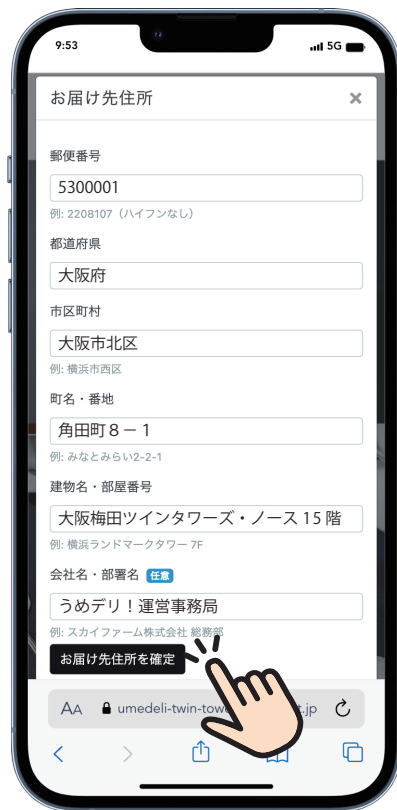 9:53
5G
お届け先住所
×
郵便番号
5300001
例: 2208107（ハイフンなし）
都道府県
大阪府
市区町村
大阪市北区
例: 横浜市西区
町名・番地
角田町８－１
例: みなとみらい2-2-1
建物名・部屋番号
大阪梅田ツインタワーズ・ノース 15 階
例: 横浜ランドマークタワー 7F
会社名・部署名 任意
うめデリ！運営事務局
例: スカイファーム株式会社 総務部
お届け先住所を確定
AA umedeli-twin-towe t.jp